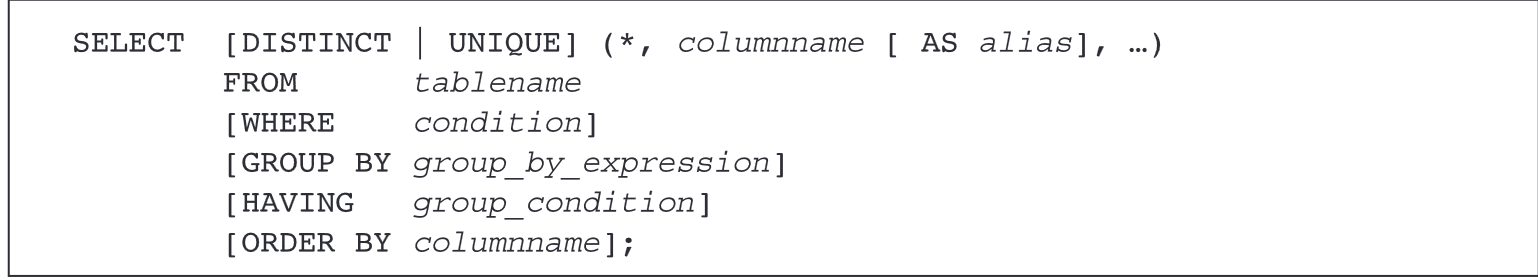 SELECT [DISTINCT | UNIQUE] (*, columnname [ AS alias], …)
FROM tablename
[WHERE condition]
[GROUP BY group_by_expression]
[HAVING group_condition]
[ORDER BY columnname];